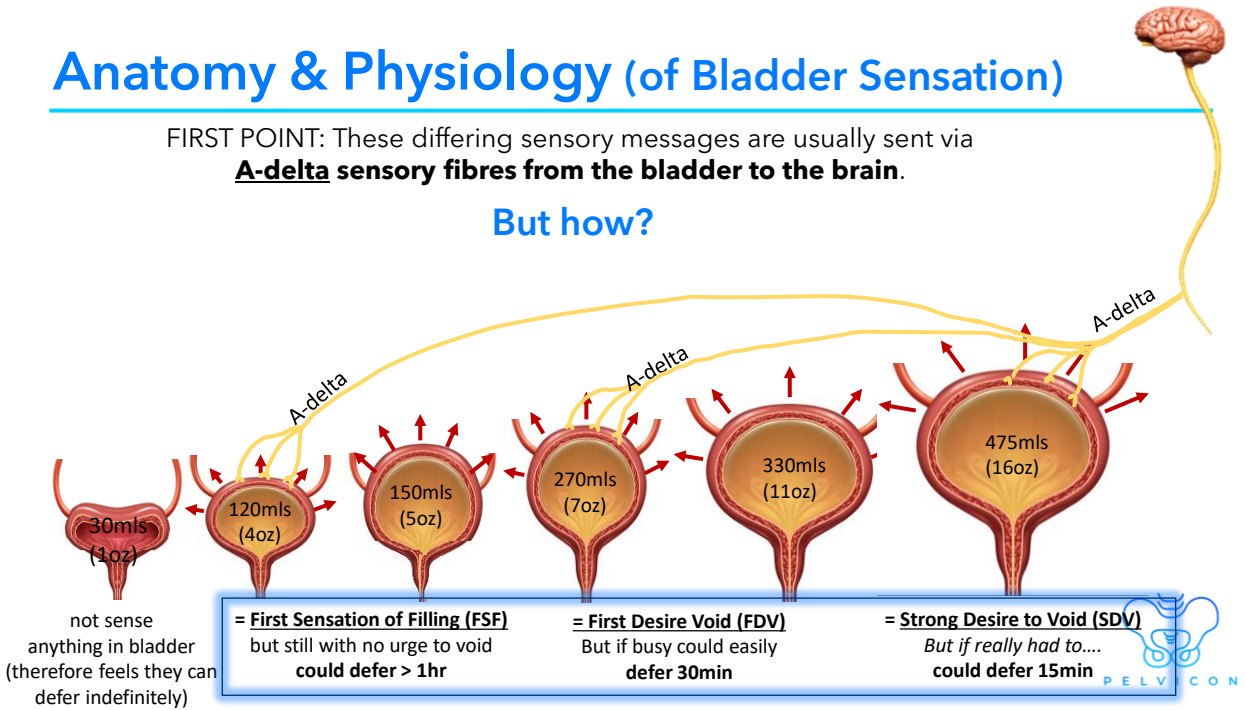 Anatomy & Physiology (of Bladder Sensation)
FIRST POINT: These differing sensory messages are usually sent via
A-delta sensory fibres from the bladder to the brain.
But how?
A-delta
A-delta
A-delta
30mls
(1oz)
120mls
(4oz)
150mls
(5oz)
270mls
(7oz)
330mls
(11oz)
475mls
(16oz)
not sense
anything in bladder
(therefore feels they can
defer indefinitely)
= First Sensation of Filling (FSF)
but still with no urge to void
could defer > 1hr
= First Desire Void (FDV)
But if busy could easily
defer 30min
= Strong Desire to Void (SDV)
But if really had to....
could defer 15min
PELVICON